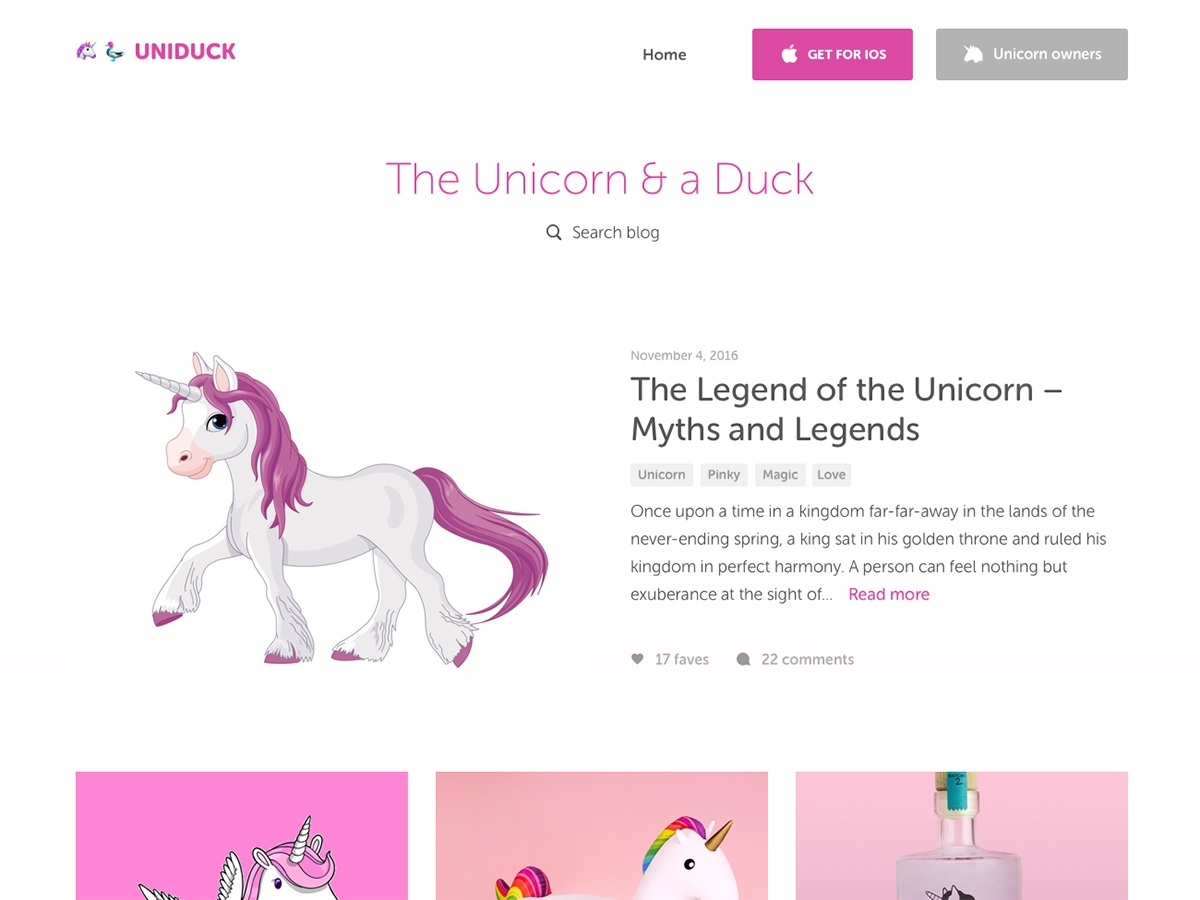 UNIDUCK
Home
GET FOR IOS
Unicorn owners
The Unicorn & a Duck
Search blog
November 4, 2016
The Legend of the Unicorn –
Myths and Legends
Unicorn Pinky Magic Love
Once upon a time in a kingdom far-far-away in the lands of the
never-ending spring, a king sat in his golden throne and ruled his
kingdom in perfect harmony. A person can feel nothing but
exuberance at the sight of... Read more
17 faves 22 comments
BATCH
2